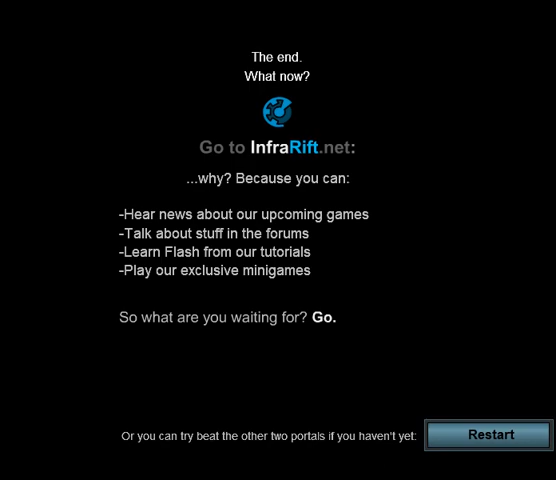 The end.
What now?
Go to InfraRift.net:
...why? Because you can:
-Hear news about our upcoming games
-Talk about stuff in the forums
-Learn Flash from our tutorials
-Play our exclusive minigames
So what are you waiting for? Go.
Or you can try beat the other two portals if you haven't yet: Restart